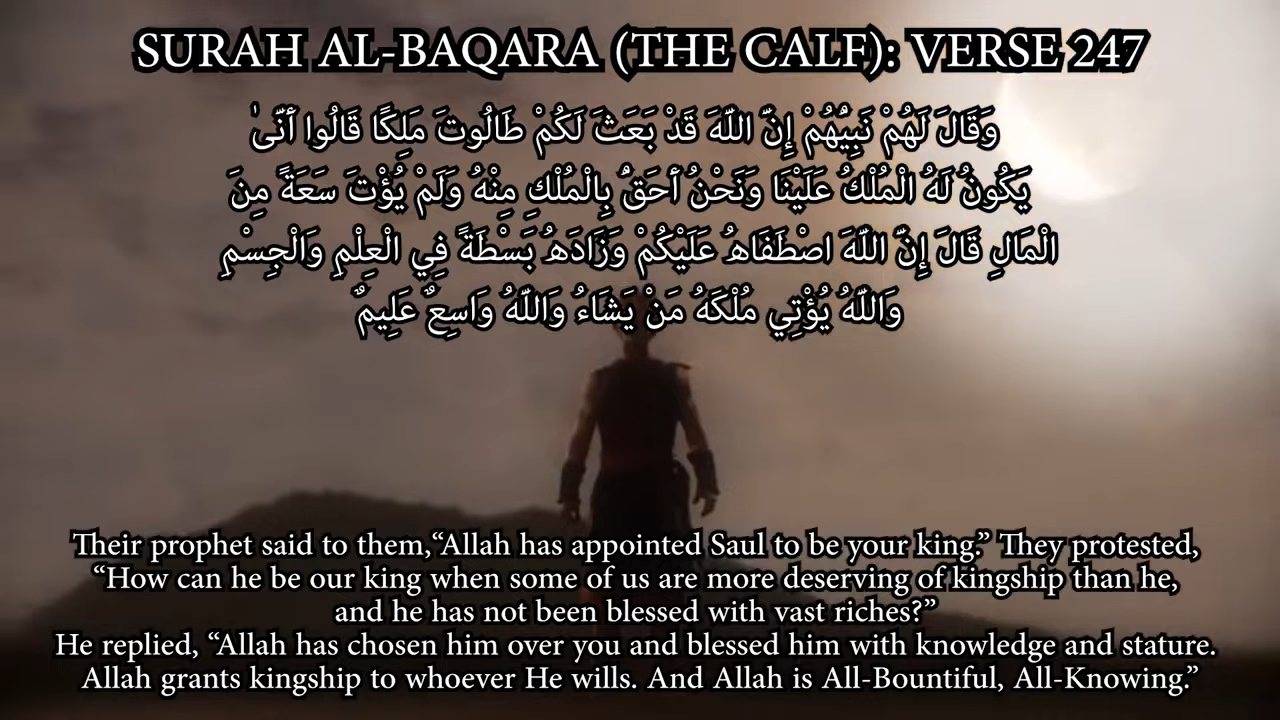 SURAH AL-BAQARA (THE CALF): VERSE 247
وَقَالَ لَهُمْ نَبِيُّهُمْ إِنَّ اللَّهَ قَدْ بَعَثَ لَكُمْ طَالُوتَ مَلِكًا قَالُوا أَنَّىٰ
يَكُونُ لَهُ الْمُلْكُ عَلَيْنَا وَنَحْنُ أَحَقُّ بِالْمُلْكِ مِنْهُ وَلَمْ يُؤْتَ سَعَةً مِنَ
الْمَالِ قَالَ إِنَّ اللَّهَ اصْطَفَاهُ عَلَيْكُمْ وَزَادَهُ بَسْطَةً فِي الْعِلْمِ وَالْجِسْمِ
وَاللَّهُ يُؤْتِي مُلْكَهُ مَنْ يَشَاءُ وَاللَّهُ وَاسِعٌ عَلِيمٌ
Their prophet said to them,“Allah has appointed Saul to be your king.” They protested,
“How can he be our king when some of us are more deserving of kingship than he,
and he has not been blessed with vast riches?”
He replied, “Allah has chosen him over you and blessed him with knowledge and stature.
Allah grants kingship to whoever He wills. And Allah is All-Bountiful, All-Knowing.”